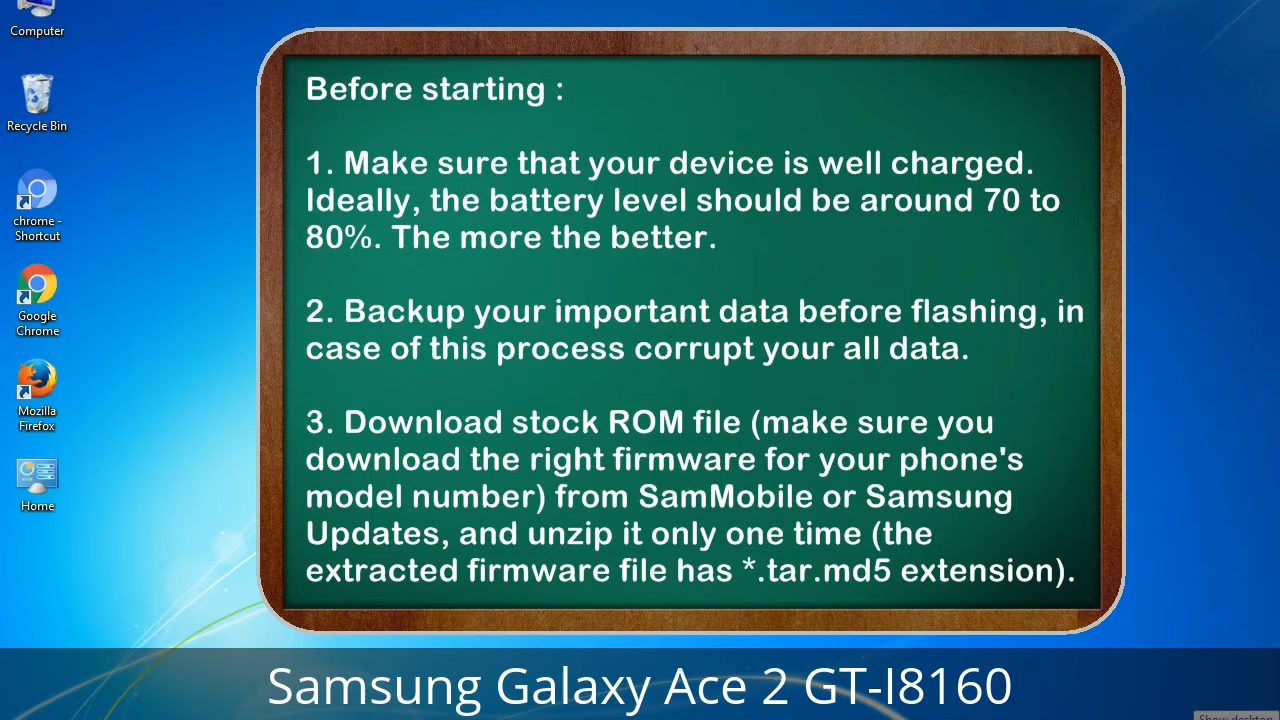 Computer
Recycle Bin
chrome -
Shortcut
Google
Chrome
Mozilla
Firefox
Home
Before starting :
1. Make sure that your device is well charged.
Ideally, the battery level should be around 70 to
80%. The more the better.
2. Backup your important data before flashing, in
case of this process corrupt your all data.
3. Download stock ROM file (make sure you
download the right firmware for your phone's
model number) from SamMobile or Samsung
Updates, and unzip it only one time (the
extracted firmware file has *.tar.md5 extension).
Samsung Galaxy Ace 2 GT-I8160
Show desktop